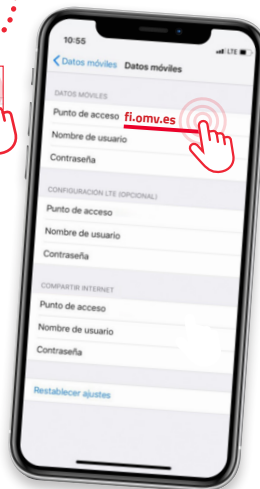 10:55
LTE
Datos móviles Datos móviles
DATOS MÓVILES
Punto de acceso fi.omv.es
Nombre de usuario
Contraseña
CONFIGURACIÓN LTE (OPCIONAL)
Punto de acceso
Nombre de usuario
Contraseña
COMPARTIR INTERNET
Punto de acceso
Nombre de usuario
Contraseña
Restablecer ajustes